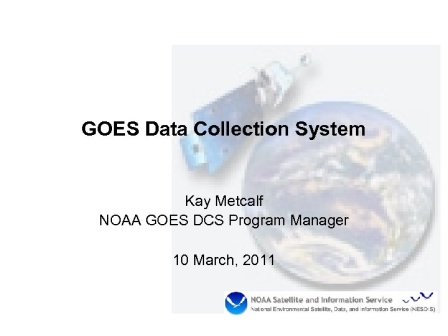 GOES Data Collection System
Kay Metcalf
NOAA GOES DCS Program Manager
10 March, 2011
NOAA Satellite and Information Service
National Environmental Satellite, Data, and Information Service (NESDIS)